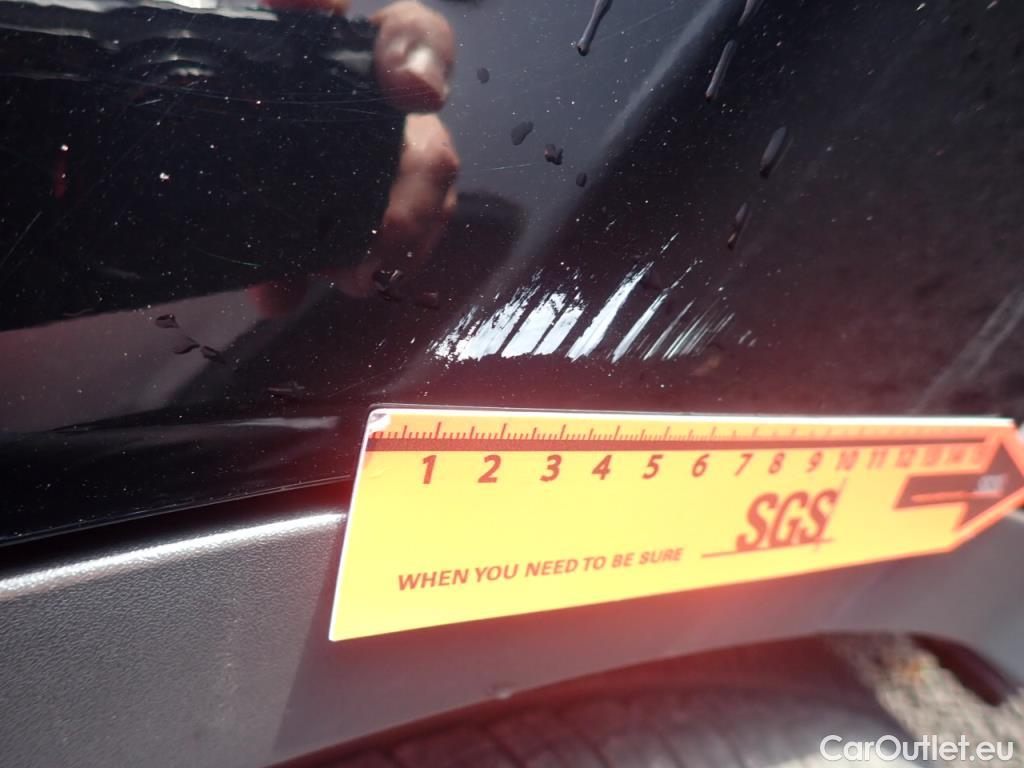 1 2 3 4 5 6 7 8 9 10 11 12 13 14 15
SGS
WHEN YOU NEED TO BE SURE
CarOutlet.eu